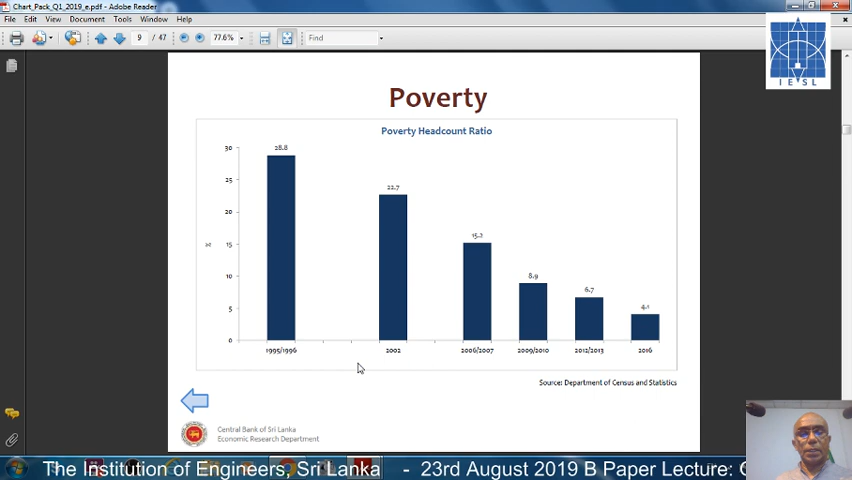 Chart_Pack_Q1_2019_e.pdf - Adobe Reader
File Edit View Document Tools Window Help
9 / 47 77.6% Find
IESL
Poverty
Poverty Headcount Ratio
30
25
20
15
10
5
0
%
28.8
22.7
15.2
8.9
6.7
4.1
1995/1996 2002 2006/2007 2009/2010 2012/2013 2016
Source: Department of Census and Statistics
Central Bank of Sri Lanka
Economic Research Department
The Institution of Engineers, Sri Lanka - 23rd August 2019 B Paper Lecture: